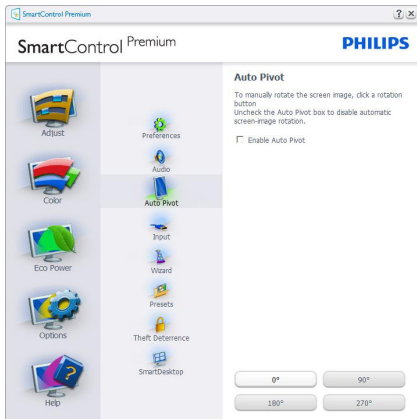 SmartControl Premium
SmartControl Premium
PHILIPS
Adjust
Color
Eco Power
Options
Help
Preferences
Audio
Auto Pivot
Input
Wizard
Presets
Theft Deterrence
SmartDesktop
Auto Pivot
To manually rotate the screen image, click a rotation
button
Uncheck the Auto Pivot box to disable automatic
screen-image rotation.
Enable Auto Pivot
0°
90°
180°
270°